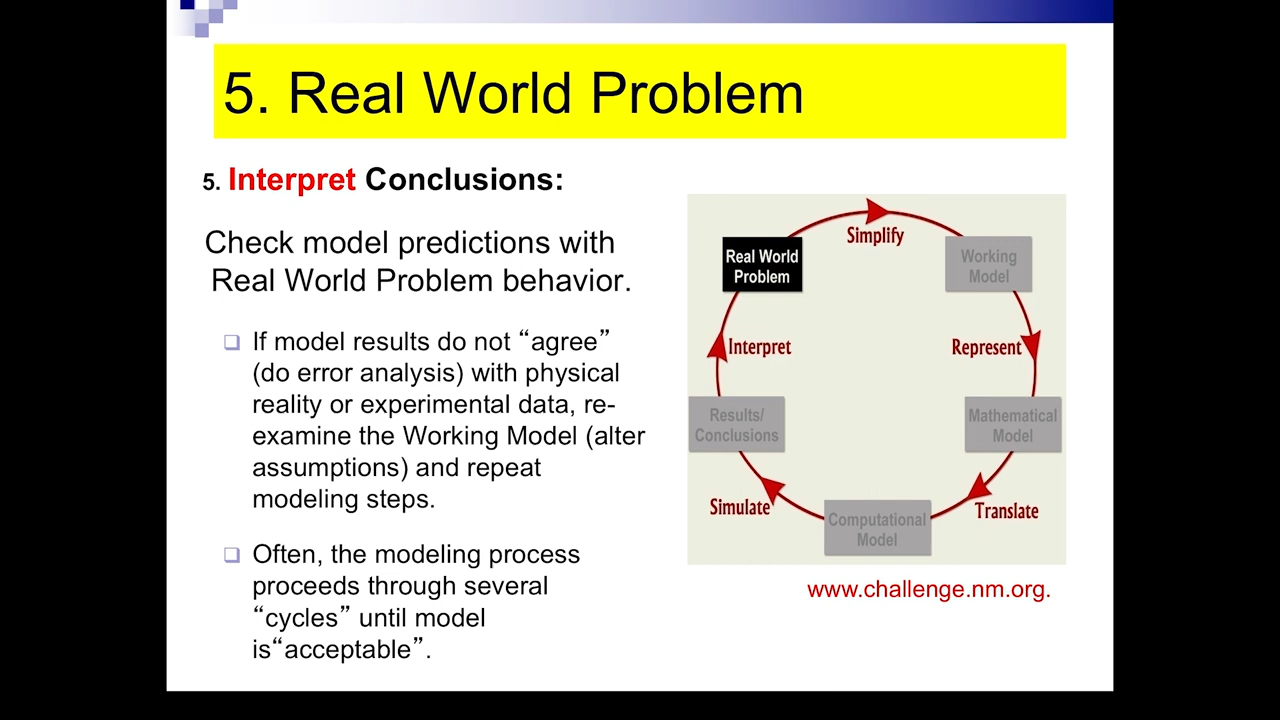 5. Real World Problem
5. Interpret Conclusions:
Check model predictions with
Real World Problem behavior.
❑ If model results do not “agree”
(do error analysis) with physical
reality or experimental data, re-
examine the Working Model (alter
assumptions) and repeat
modeling steps.
❑ Often, the modeling process
proceeds through several
“cycles” until model
is“acceptable”.
Simplify
Real World
Problem
Working
Model
Interpret
Represent
Results/
Conclusions
Mathematical
Model
Simulate
Translate
Computational
Model
www.challenge.nm.org.